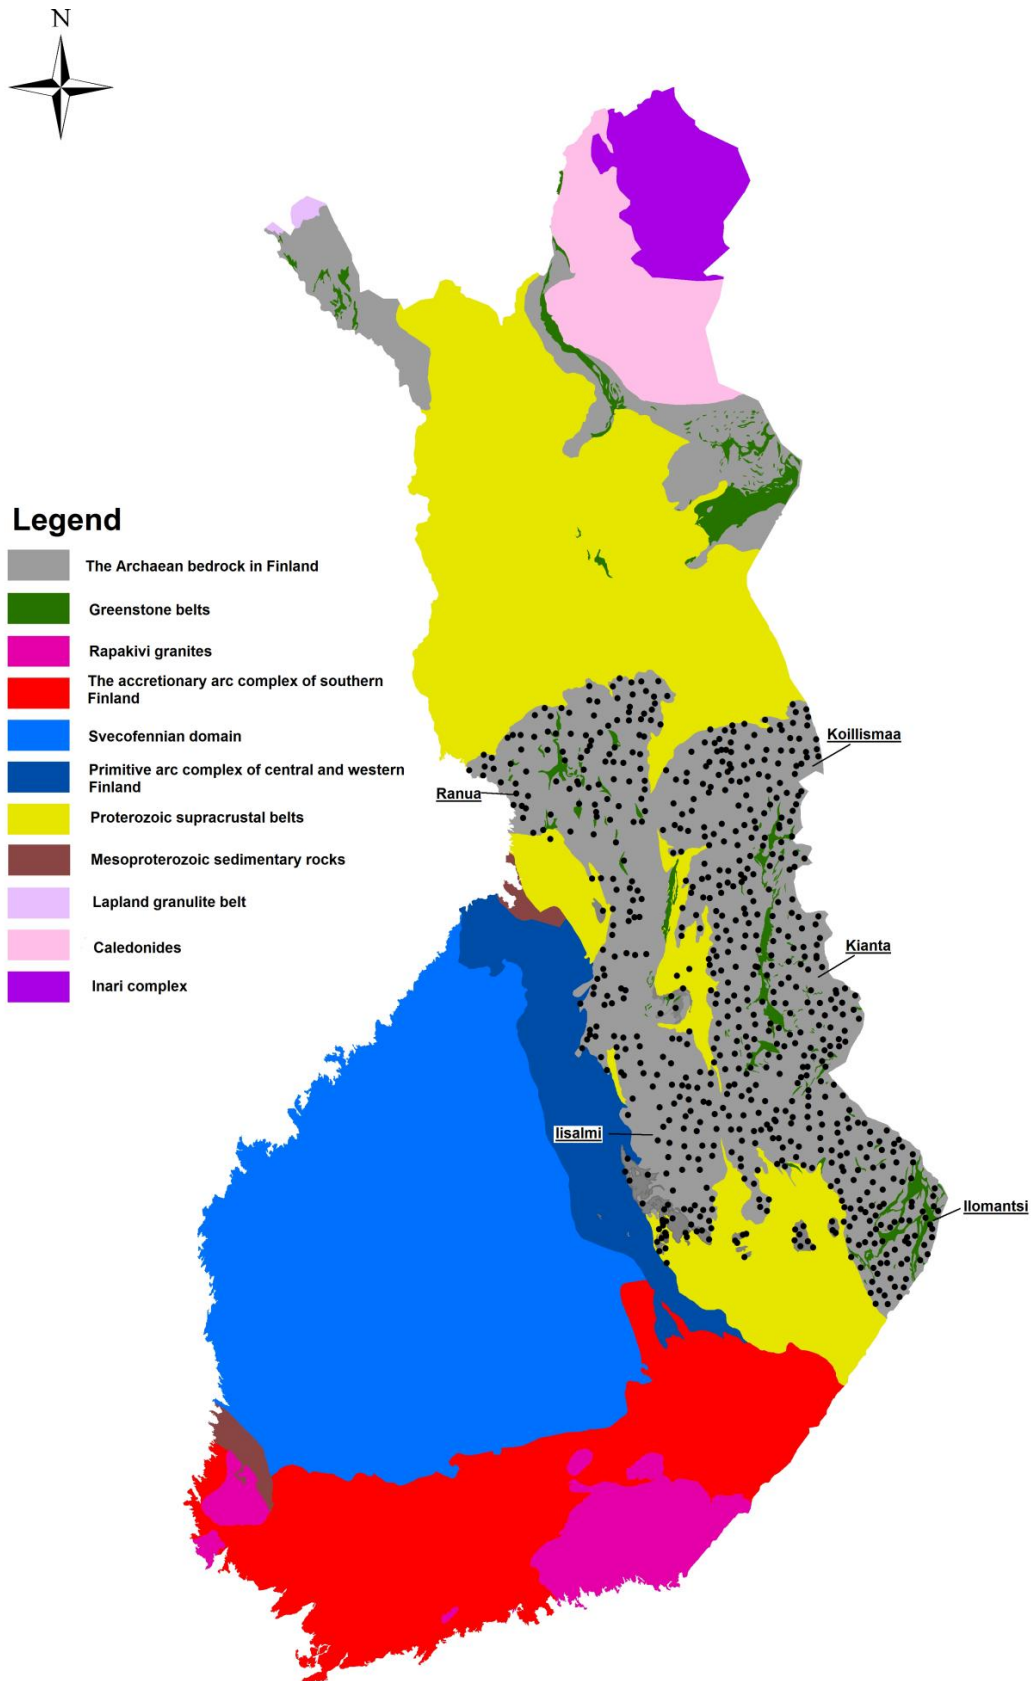 N
Legend
The Archaean bedrock in Finland
Greenstone belts
Rapakivi granites
The accretionary arc complex of southern
Finland
Svecofennian domain
Primitive arc complex of central and western
Finland
Proterozoic supracrustal belts
Mesoproterozoic sedimentary rocks
Lapland granulite belt
Caledonides
Inari complex
Koillismaa
Ranua
Kianta
Iisalmi
Ilomantsi